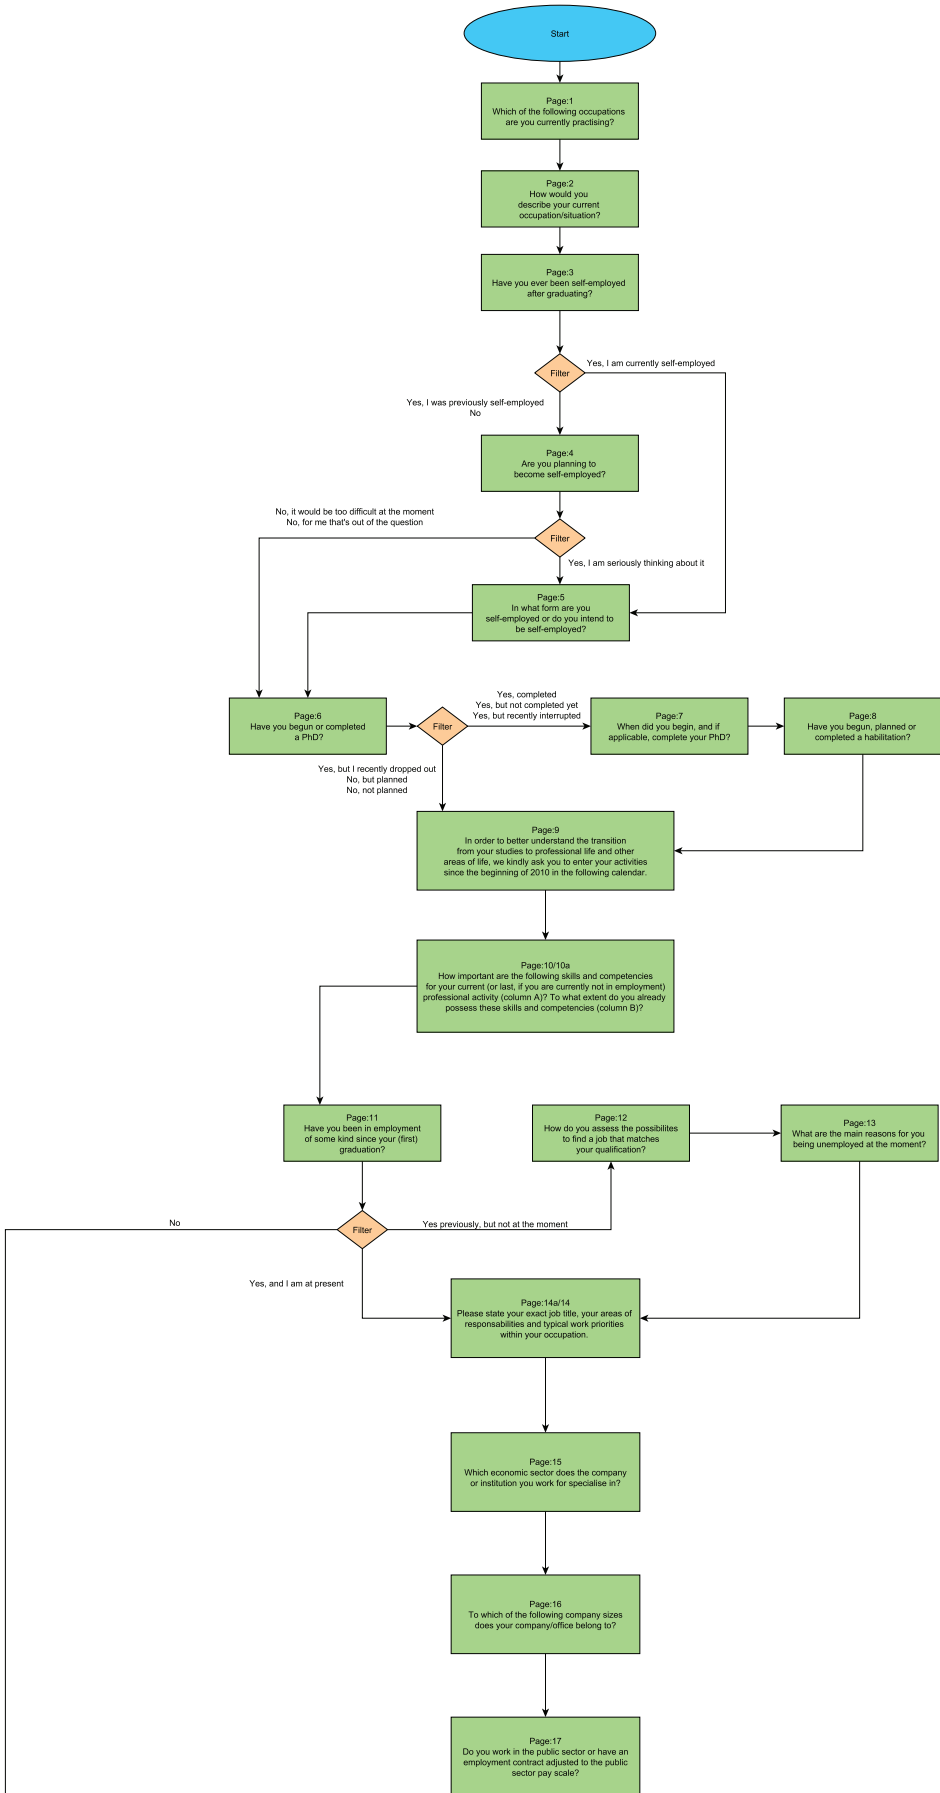 Start
Page:1
Which of the following occupations
are you currently practising?
Page:2
How would you
describe your current
occupation/situation?
Page:3
Have you ever been self-employed
after graduating?
Filter
Yes, I am currently self-employed
Yes, I was previously self-employed
No
Page:4
Are you planning to
become self-employed?
No, it would be too difficult at the moment
No, for me that's out of the question
Filter
Yes, I am seriously thinking about it
Page:5
In what form are you
self-employed or do you intend to
be self-employed?
Page:6
Have you begun or completed
a PhD?
Filter
Yes, completed
Yes, but not completed yet
Yes, but recently interrupted
Page:7
When did you begin, and if
applicable, complete your PhD?
Page:8
Have you begun, planned or
completed a habilitation?
Yes, but I recently dropped out
No, but planned
No, not planned
Page:9
In order to better understand the transition
from your studies to professional life and other
areas of life, we kindly ask you to enter your activities
since the beginning of 2010 in the following calendar.
Page:10/10a
How important are the following skills and competencies
for your current (or last, if you are currently not in employment)
professional activity (column A)? To what extent do you already
possess these skills and competencies (column B)?
Page:11
Have you been in employment
of some kind since your (first)
graduation?
Page:12
How do you assess the possibilites
to find a job that matches
your qualification?
Page:13
What are the main reasons for you
being unemployed at the moment?
No
Filter
Yes previously, but not at the moment
Yes, and I am at present
Page:14a/14
Please state your exact job title, your areas of
responsabilities and typical work priorities
within your occupation.
Page:15
Which economic sector does the company
or institution you work for specialise in?
Page:16
To which of the following company sizes
does your company/office belong to?
Page:17
Do you work in the public sector or have an
employment contract adjusted to the public
sector pay scale?